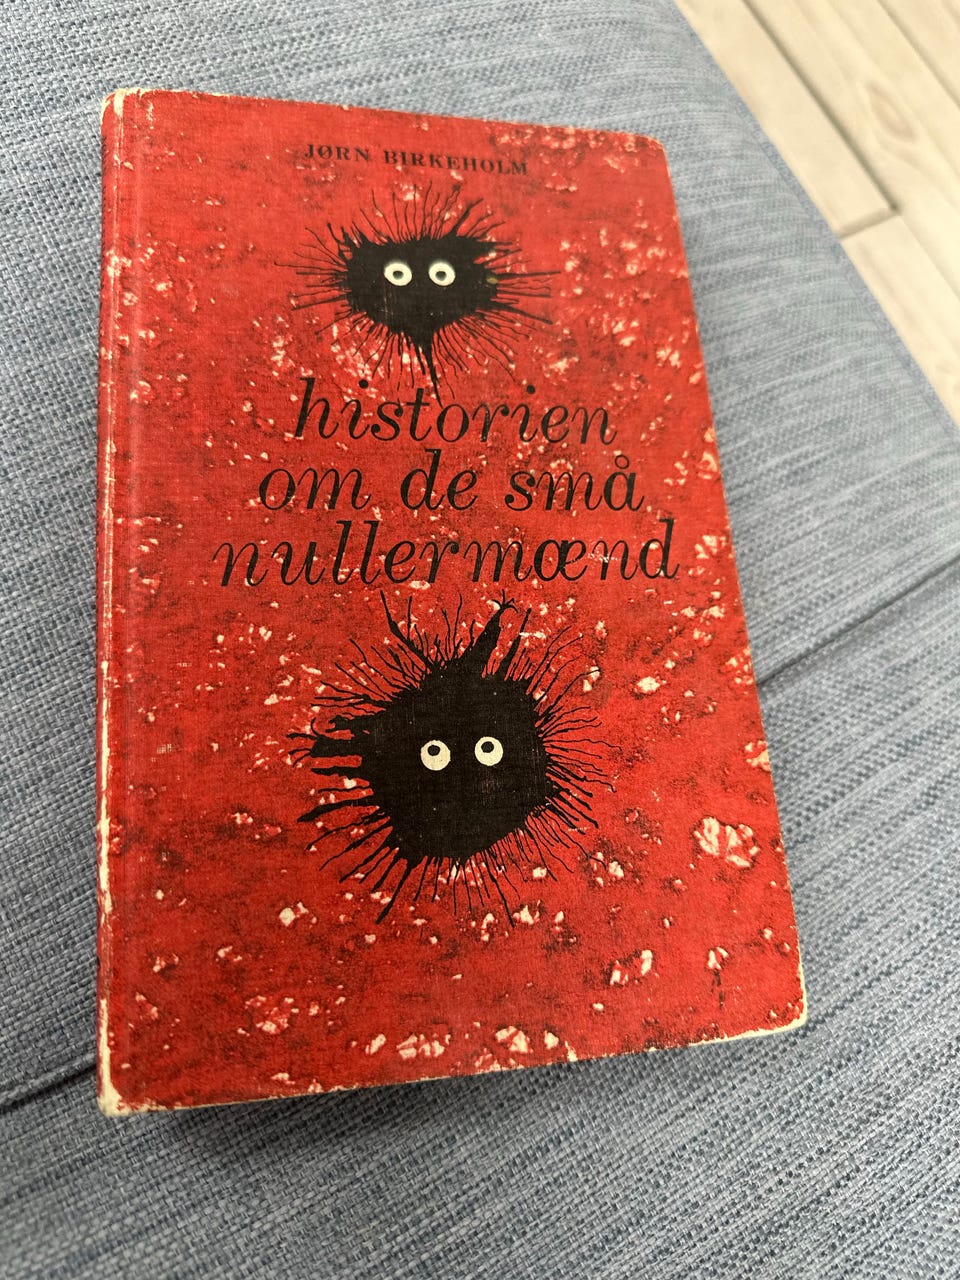 JØRN BIRKEHOLM
historien
om de små
nullermænd